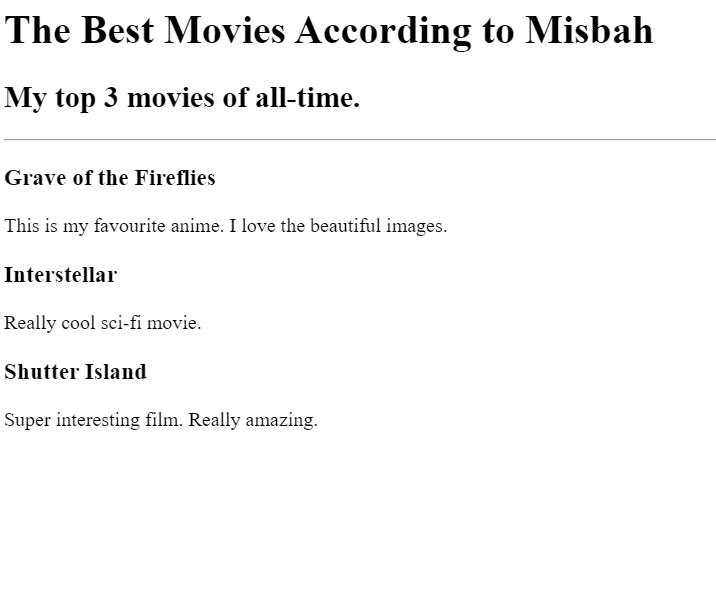 The Best Movies According to Misbah
My top 3 movies of all-time.
Grave of the Fireflies
This is my favourite anime. I love the beautiful images.
Interstellar
Really cool sci-fi movie.
Shutter Island
Super interesting film. Really amazing.